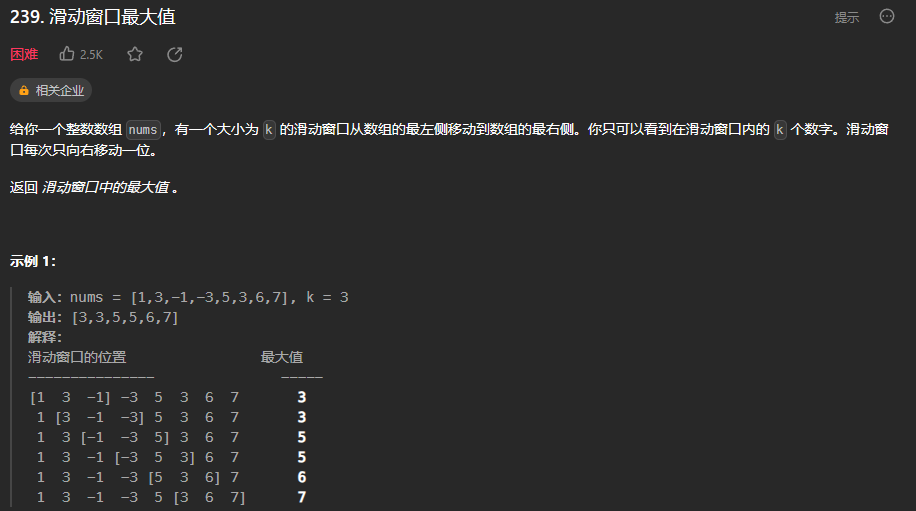 239. 滑动窗口最大值
提示
困难 2.5K
相关企业
给你一个整数数组 nums，有一个大小为 k 的滑动窗口从数组的最左侧移动到数组的最右侧。你只可以看到在滑动窗口内的 k 个数字。滑动窗
口每次只向右移动一位。
返回 滑动窗口中的最大值 。
示例 1：
输入：nums = [1,3,-1,-3,5,3,6,7], k = 3
输出：[3,3,5,5,6,7]
解释：
滑动窗口的位置 最大值
--------------- -----
[1 3 -1] -3 5 3 6 7 3
1 [3 -1 -3] 5 3 6 7 3
1 3 [-1 -3 5] 3 6 7 5
1 3 -1 [-3 5 3] 6 7 5
1 3 -1 -3 [5 3 6] 7 6
1 3 -1 -3 5 [3 6 7] 7